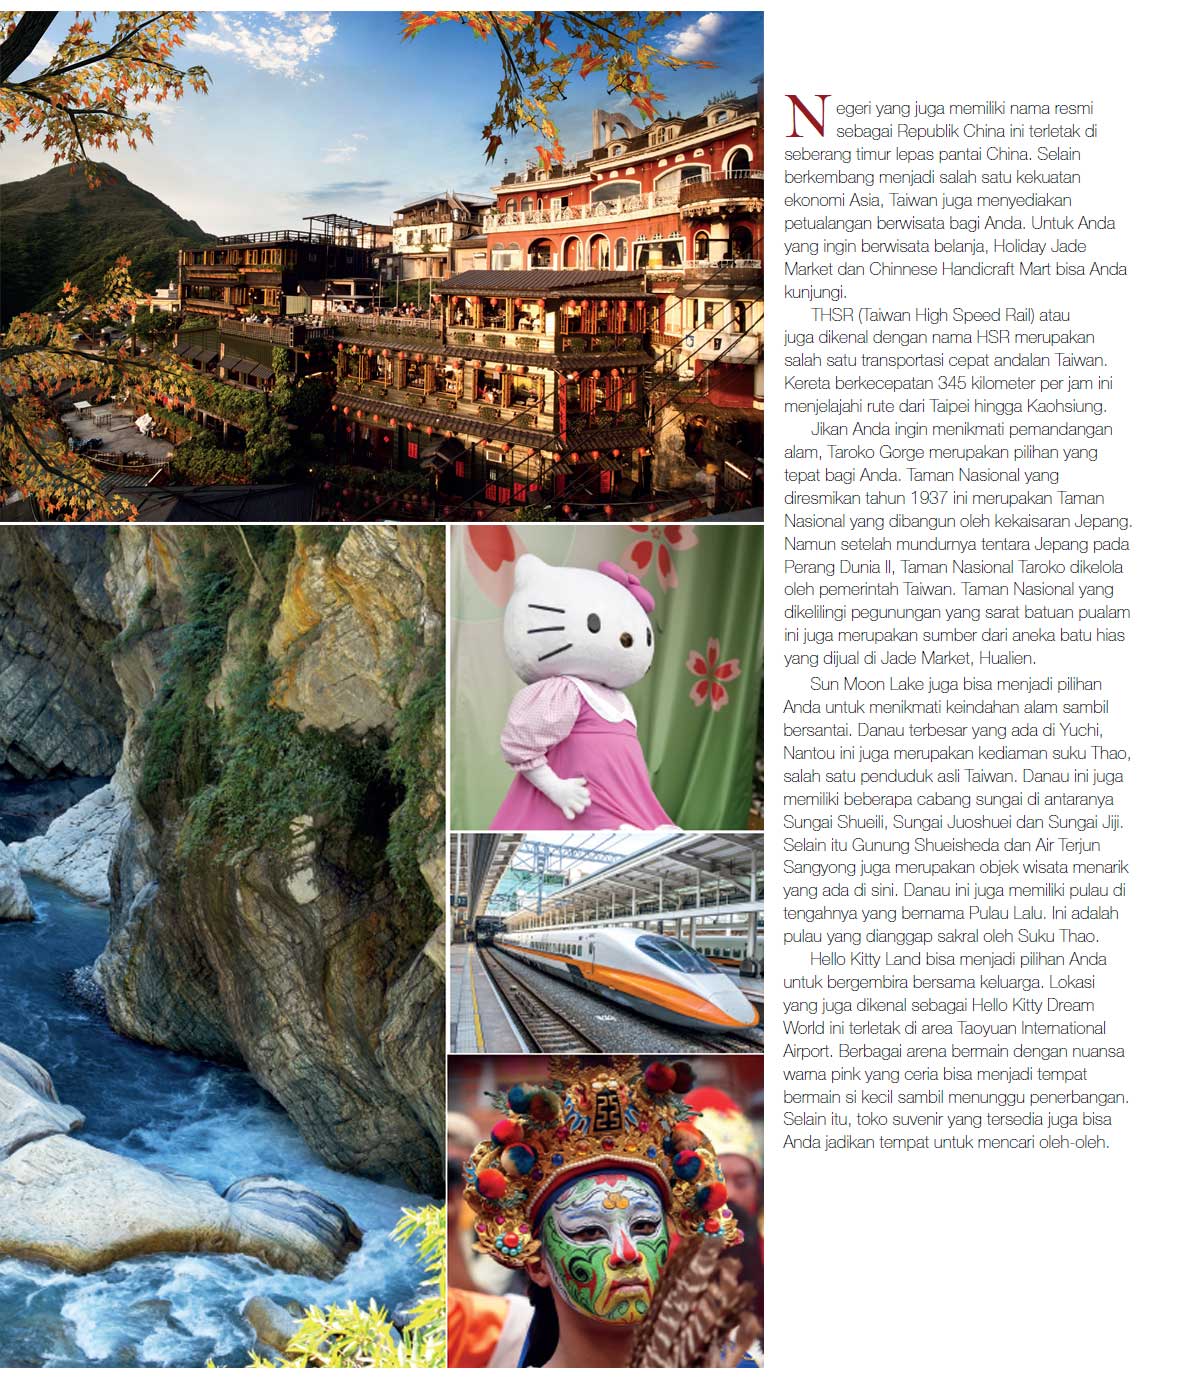 Negeri yang juga memiliki nama resmi
sebagai Republik China ini terletak di
seberang timur lepas pantai China. Selain
berkembang menjadi salah satu kekuatan
ekonomi Asia, Taiwan juga menyediakan
petualangan berwisata bagi Anda. Untuk Anda
yang ingin berwisata belanja, Holiday Jade
Market dan Chinnese Handicraft Mart bisa Anda
kunjungi.
THSR (Taiwan High Speed Rail) atau
juga dikenal dengan nama HSR merupakan
salah satu transportasi cepat andalan Taiwan.
Kereta berkecepatan 345 kilometer per jam ini
menjelajahi rute dari Taipei hingga Kaohsiung.
Jikan Anda ingin menikmati pemandangan
alam, Taroko Gorge merupakan pilihan yang
tepat bagi Anda. Taman Nasional yang
diresmikan tahun 1937 ini merupakan Taman
Nasional yang dibangun oleh kekaisaran Jepang.
Namun setelah mundurnya tentara Jepang pada
Perang Dunia II, Taman Nasional Taroko dikelola
oleh pemerintah Taiwan. Taman Nasional yang
dikelilingi pegunungan yang sarat batuan pualam
ini juga merupakan sumber dari aneka batu hias
yang dijual di Jade Market, Hualien.
Sun Moon Lake juga bisa menjadi pilihan
Anda untuk menikmati keindahan alam sambil
bersantai. Danau terbesar yang ada di Yuchi,
Nantou ini juga merupakan kediaman suku Thao,
salah satu penduduk asli Taiwan. Danau ini juga
memiliki beberapa cabang sungai di antaranya
Sungai Shueili, Sungai Juoshuei dan Sungai Jiji.
Selain itu Gunung Shueisheda dan Air Terjun
Sangyong juga merupakan objek wisata menarik
yang ada di sini. Danau ini juga memiliki pulau di
tengahnya yang bernama Pulau Lalu. Ini adalah
pulau yang dianggap sakral oleh Suku Thao.
Hello Kitty Land bisa menjadi pilihan Anda
untuk bergembira bersama keluarga. Lokasi
yang juga dikenal sebagai Hello Kitty Dream
World ini terletak di area Taoyuan International
Airport. Berbagai arena bermain dengan nuansa
warna pink yang ceria bisa menjadi tempat
bermain si kecil sambil menunggu penerbangan.
Selain itu, toko suvenir yang tersedia juga bisa
Anda jadikan tempat untuk mencari oleh-oleh.